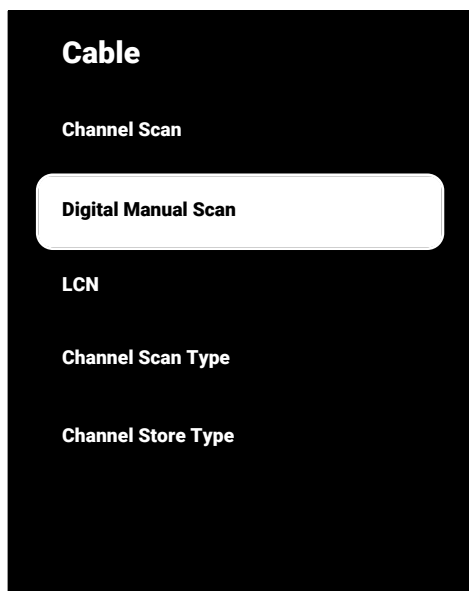 Cable
Channel Scan
Digital Manual Scan
LCN
Channel Scan Type
Channel Store Type